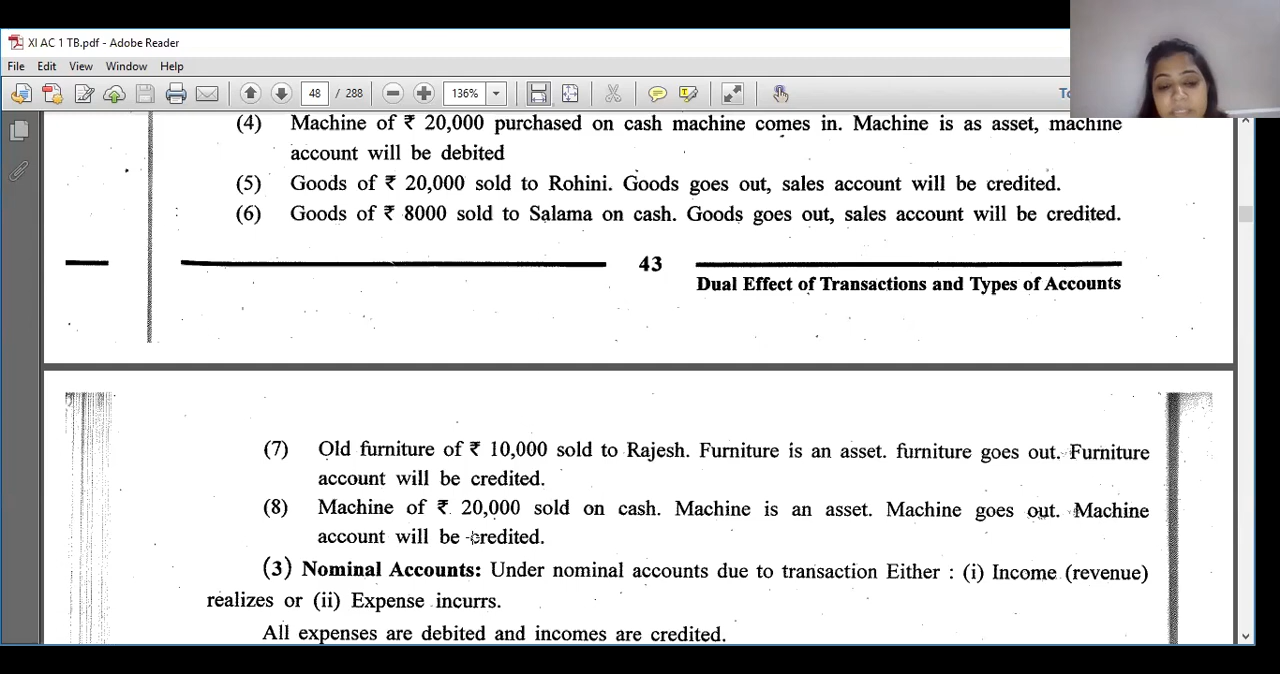 XI AC 1 TB.pdf - Adobe Reader
File Edit View Window Help
48 / 288 136% To
(4) Machine of ₹ 20,000 purchased on cash machine comes in. Machine is as asset, machine
account will be debited
(5) Goods of ₹ 20,000 sold to Rohini. Goods goes out, sales account will be credited.
(6) Goods of ₹ 8000 sold to Salama on cash. Goods goes out, sales account will be credited.
43
Dual Effect of Transactions and Types of Accounts
(7) Old furniture of ₹ 10,000 sold to Rajesh. Furniture is an asset. furniture goes out. Furniture
account will be credited.
(8) Machine of ₹ 20,000 sold on cash. Machine is an asset. Machine goes out. Machine
account will be credited.
(3) Nominal Accounts: Under nominal accounts due to transaction Either : (i) Income (revenue)
realizes or (ii) Expense incurrs.
All expenses are debited and incomes are credited.